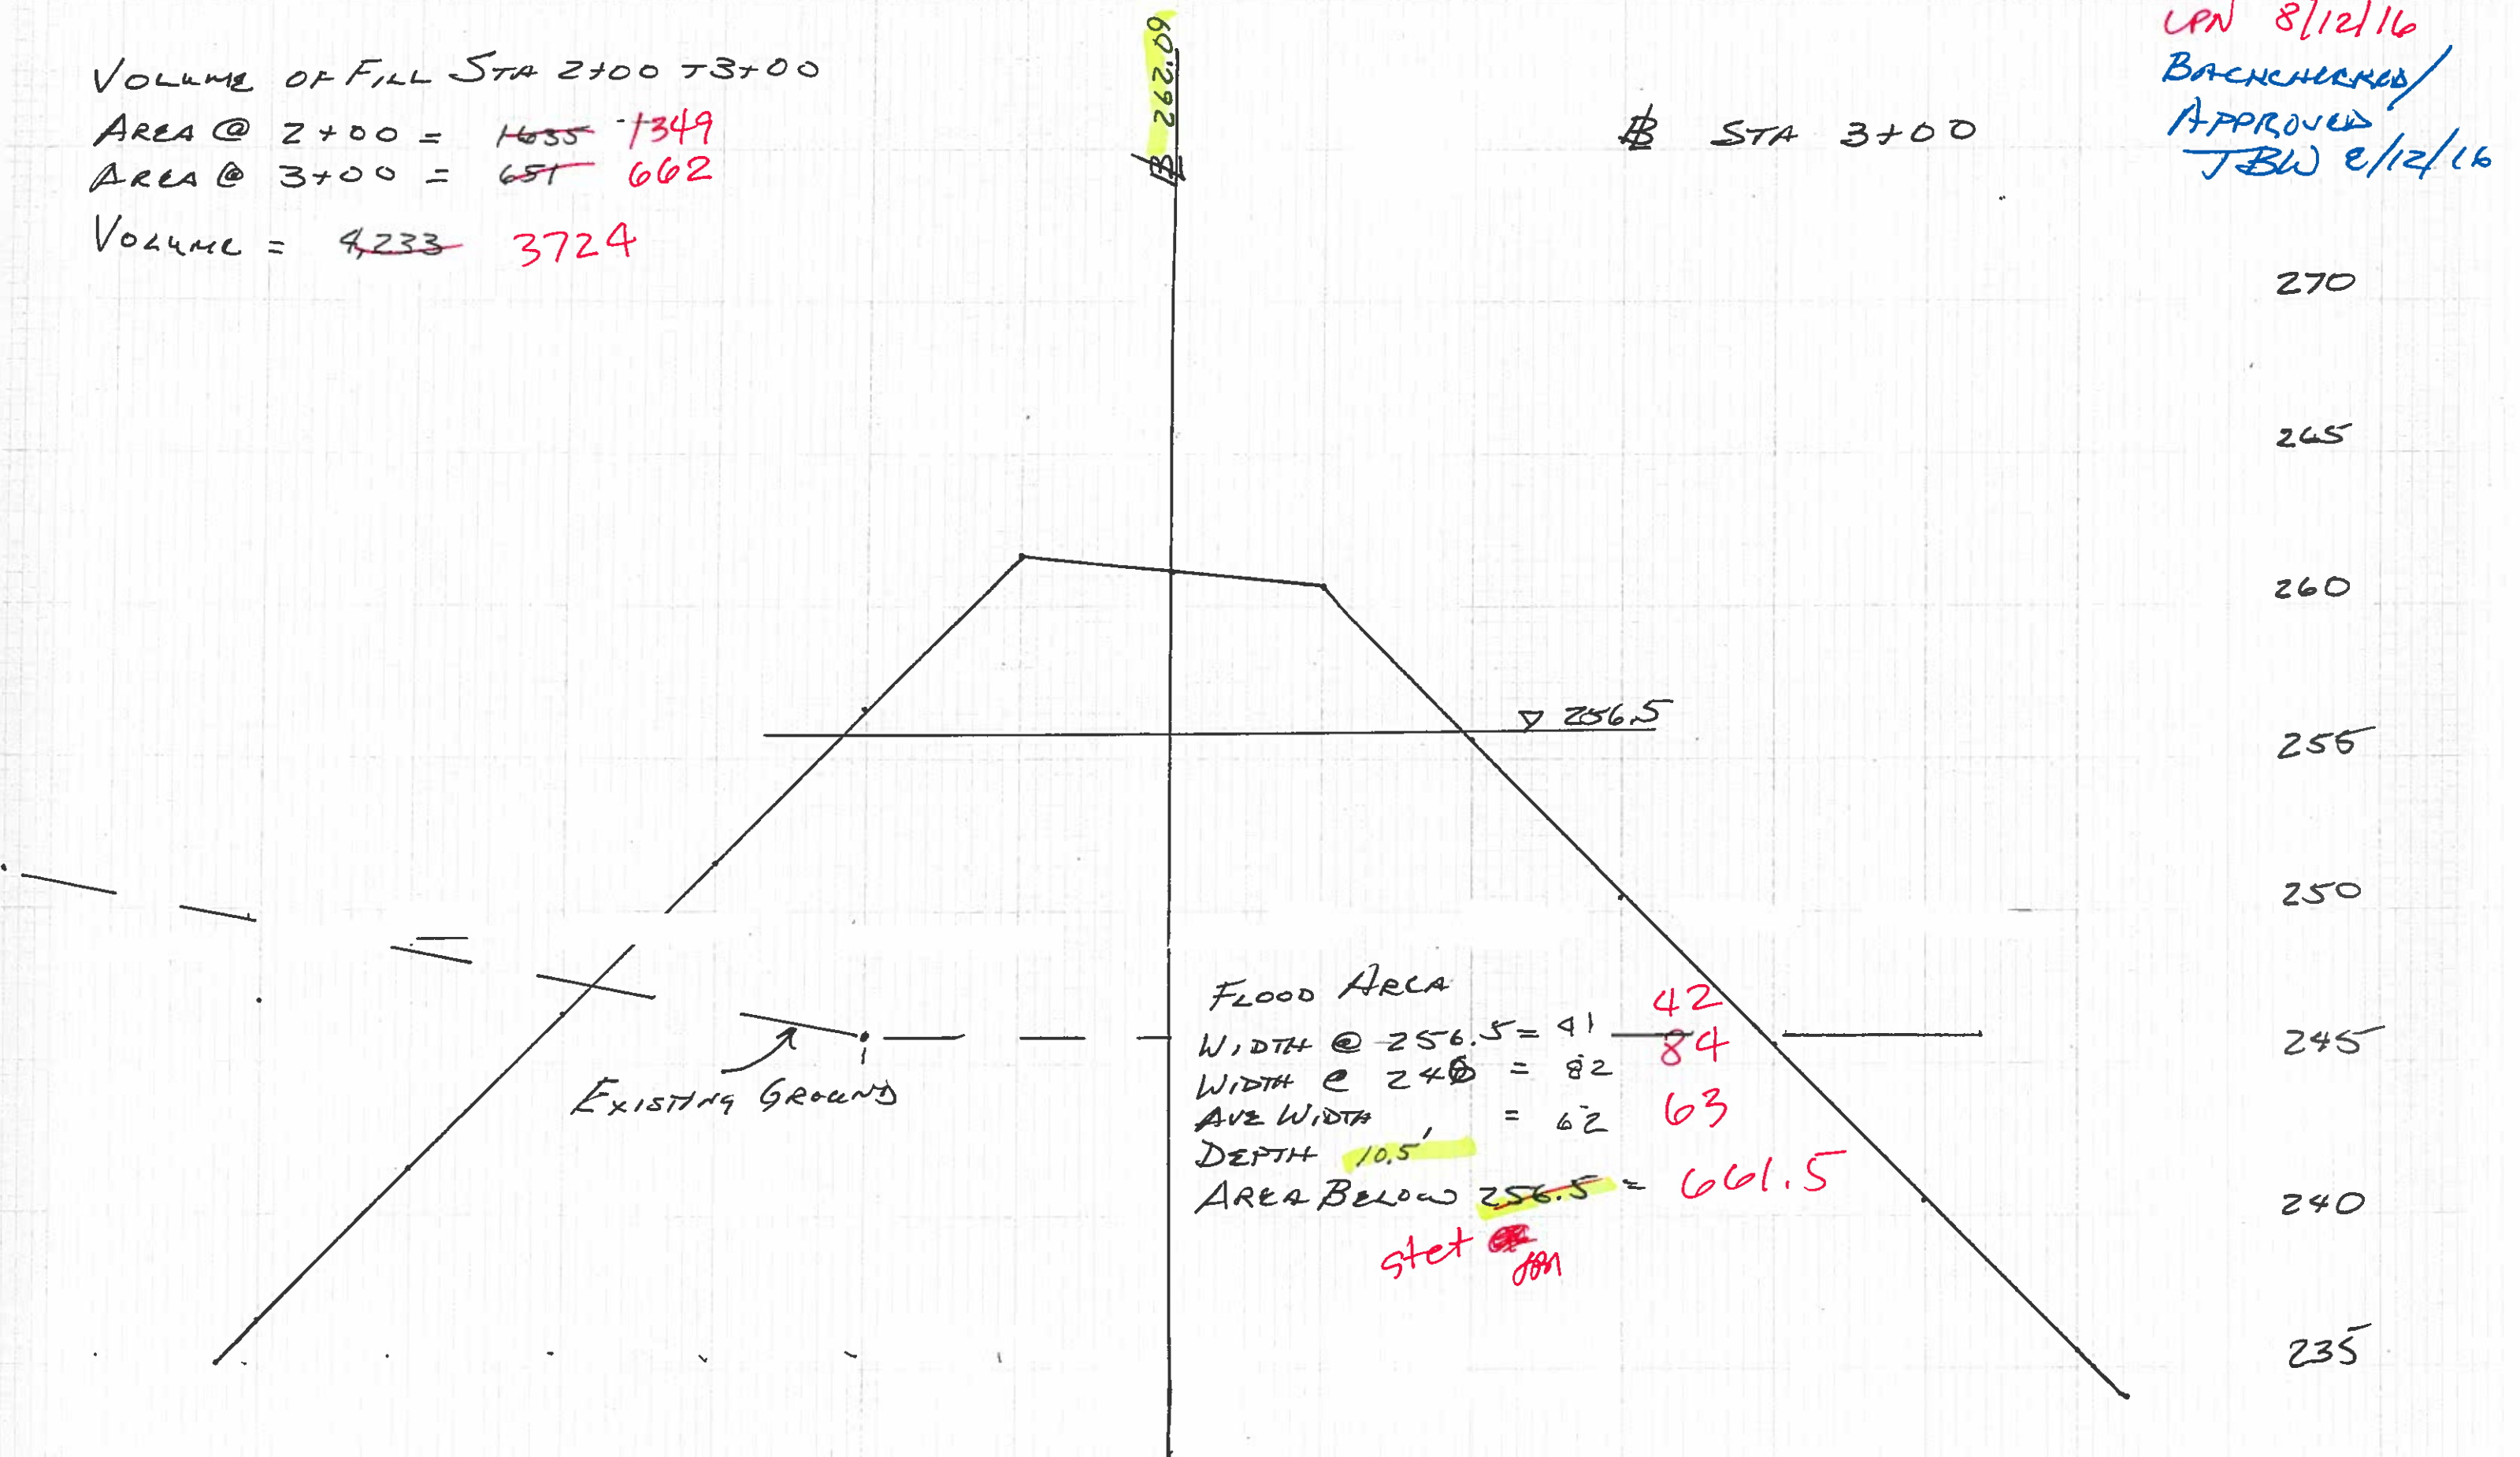 VOLUME OF FILL STA 2+00 - 3+00
AREA @ 2+00 = 1635 1349
AREA @ 3+00 = 651 662
VOLUME = 4,233 3724
262.09
STA 3+00
8/12/16
BACKCHECKED/
APPROVED
JBW 8/12/16
270
265
260
255
250
245
240
235
256.5
EXISTING GROUND
FLOOD AREA
WIDTH @ 256.5 = 41 42
WIDTH @ 246 = 82 84
AVE WIDTH = 62 63
DEPTH 10.5'
AREA BELOW 256.5 = 661.5
stet